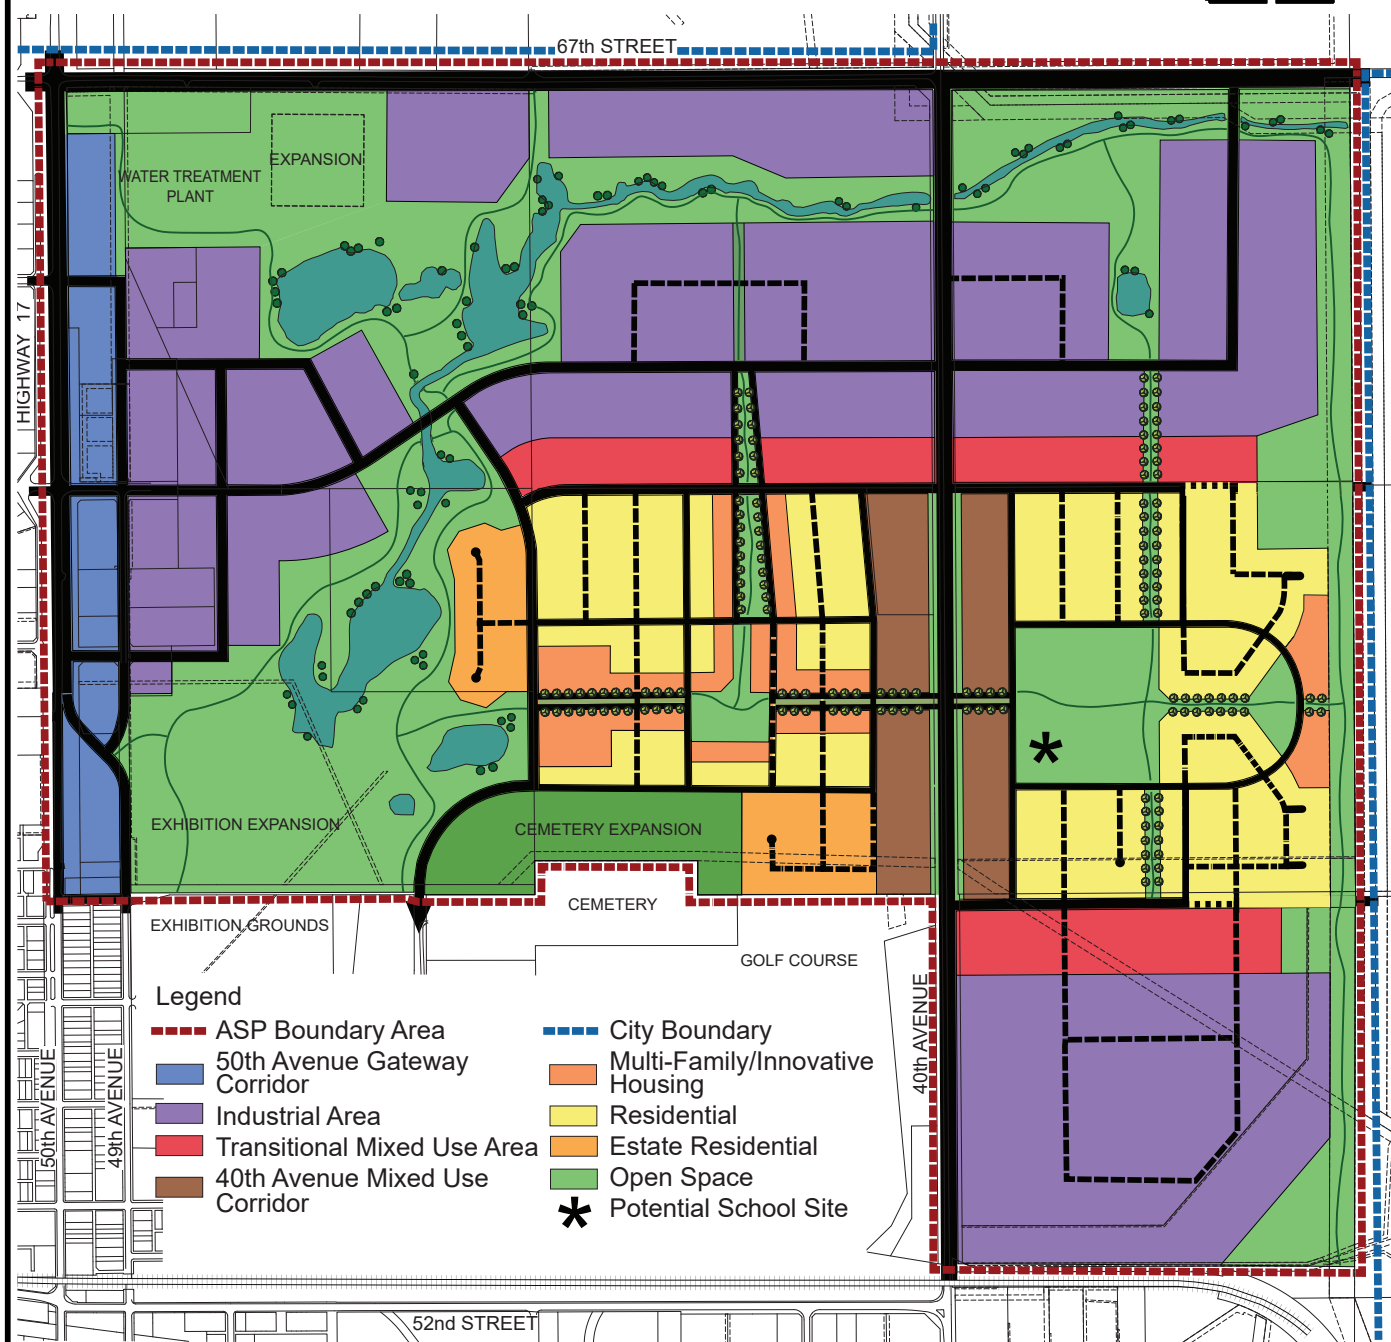 67th STREET
EXPANSION
WATER TREATMENT
PLANT
HIGHWAY 17
EXHIBITION EXPANSION
CEMETERY EXPANSION
CEMETERY
EXHIBITION GROUNDS
GOLF COURSE
40th AVENUE
50th AVENUE
49th AVENUE
Legend
ASP Boundary Area
50th Avenue Gateway
Corridor
Industrial Area
Transitional Mixed Use Area
40th Avenue Mixed Use
Corridor
City Boundary
Multi-Family/Innovative
Housing
Residential
Estate Residential
Open Space
Potential School Site
52nd STREET